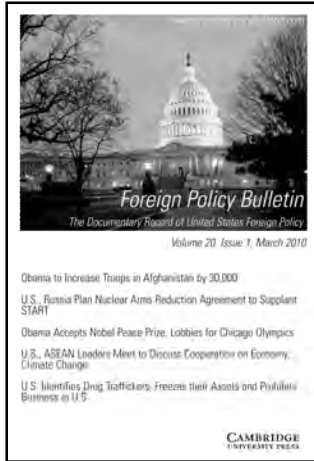 Foreign Policy Bulletin
The Documentary Record of United States Foreign Policy
Volume 20. Issue 1, March 2010
Obama to Increase Troops in Afghanistan by 30,000
U.S., Russia Plan Nuclear Arms Reduction Agreement to Supplant
START
Obama Accepts Nobel Peace Prize, Lobbies for Chicago Olympics
U.S., ASEAN Leaders Meet to Discuss Cooperation on Economy,
Climate Change
U.S. Identifies Drug Traffickers, Freezes their Assets and Prohibits
Business in U.S.
CAMBRIDGE
UNIVERSITY PRESS